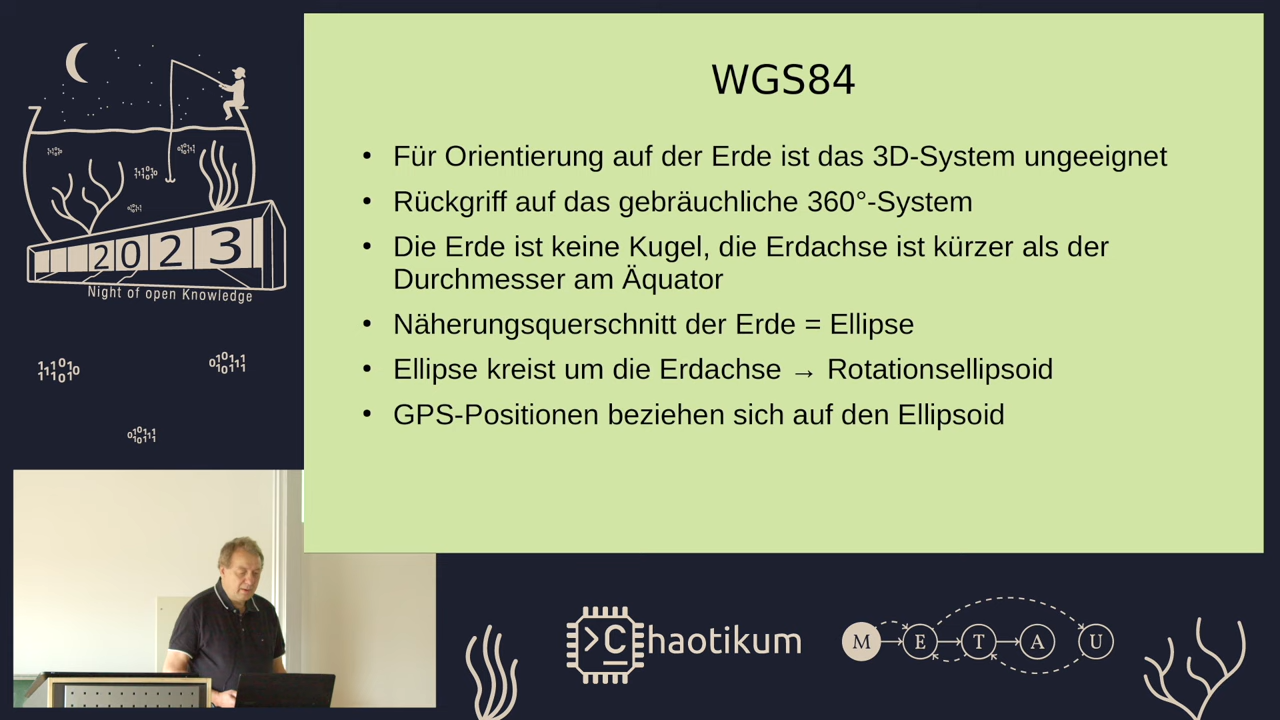 WGS84
• Für Orientierung auf der Erde ist das 3D-System ungeeignet
• Rückgriff auf das gebräuchliche 360°-System
• Die Erde ist keine Kugel, die Erdachse ist kürzer als der
Durchmesser am Äquator
• Näherungsquerschnitt der Erde = Ellipse
• Ellipse kreist um die Erdachse → Rotationsellipsoid
• GPS-Positionen beziehen sich auf den Ellipsoid
2023
Night of open Knowledge
>Chaotikum
M E T A U